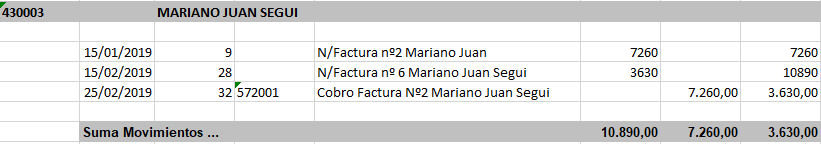 430003 MARIANO JUAN SEGUI
15/01/2019 9 N/Factura nº2 Mariano Juan 7260 7260
15/02/2019 28 N/Factura nº 6 Mariano Juan Segui 3630 10890
25/02/2019 32 572001 Cobro Factura Nº2 Mariano Juan Segui 7.260,00 3.630,00
Suma Movimientos ... 10.890,00 7.260,00 3.630,00